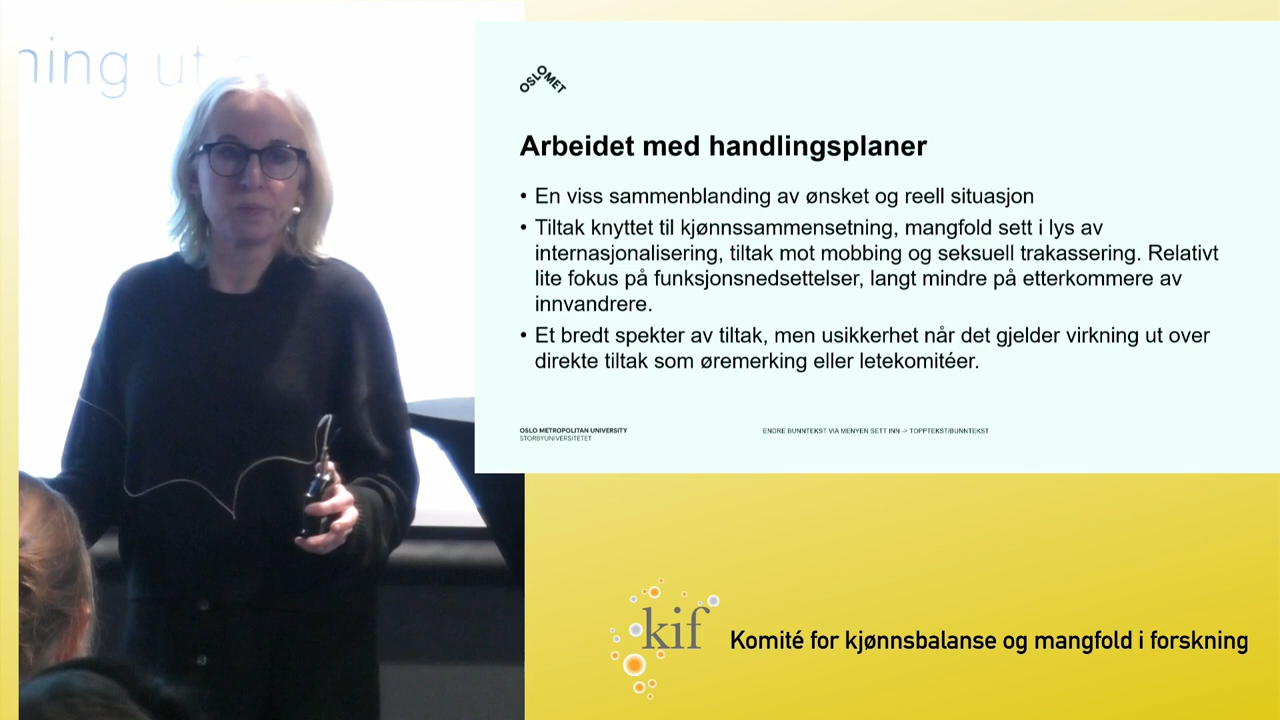 ning ut
OSLOMET
Arbeidet med handlingsplaner
• En viss sammenblanding av ønsket og reell situasjon
• Tiltak knyttet til kjønnssammensetning, mangfold sett i lys av
internasjonalisering, tiltak mot mobbing og seksuell trakassering. Relativt
lite fokus på funksjonsnedsettelser, langt mindre på etterkommere av
innvandrere.
• Et bredt spekter av tiltak, men usikkerhet når det gjelder virkning ut over
direkte tiltak som øremerking eller letekomitéer.
OSLO METROPOLITAN UNIVERSITY
STORBYUNIVERSITETET
ENDRE BUNNTEKST VIA MENYEN SETT INN -> TOPPTEKST/BUNNTEKST
kif
Komité for kjønnsbalanse og mangfold i forskning